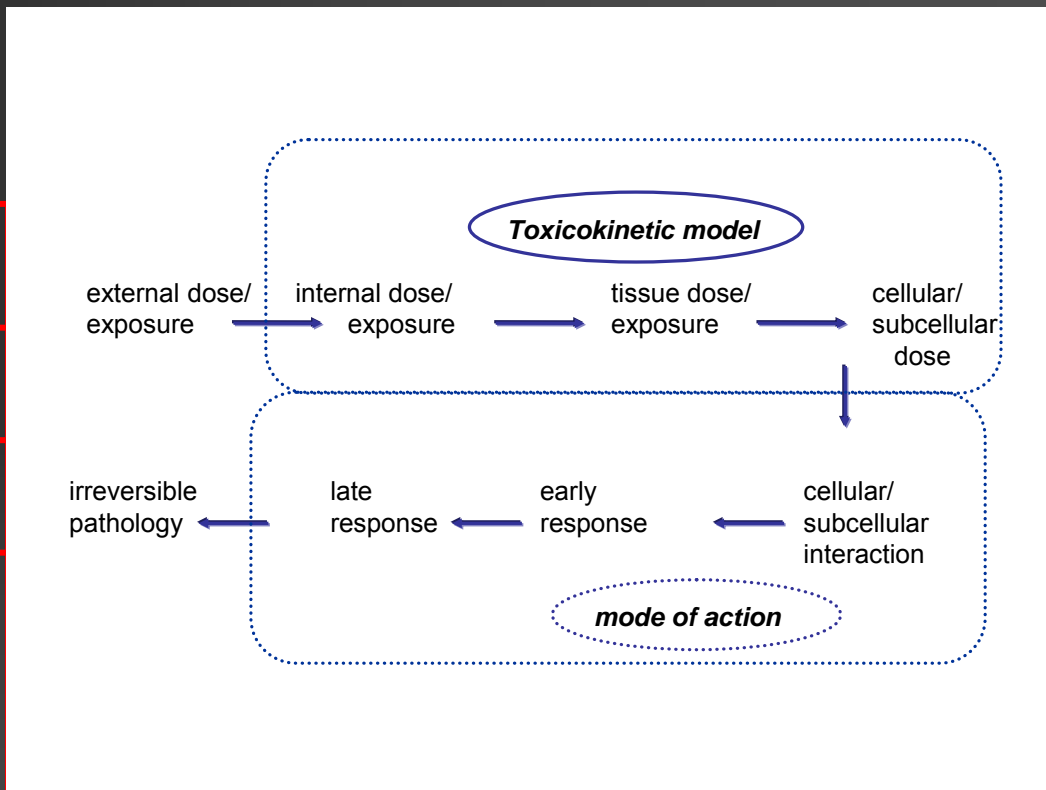 Toxicokinetic model
external dose/
exposure
internal dose/
exposure
tissue dose/
exposure
cellular/
subcellular
dose
irreversible
pathology
late
response
early
response
cellular/
subcellular
interaction
mode of action